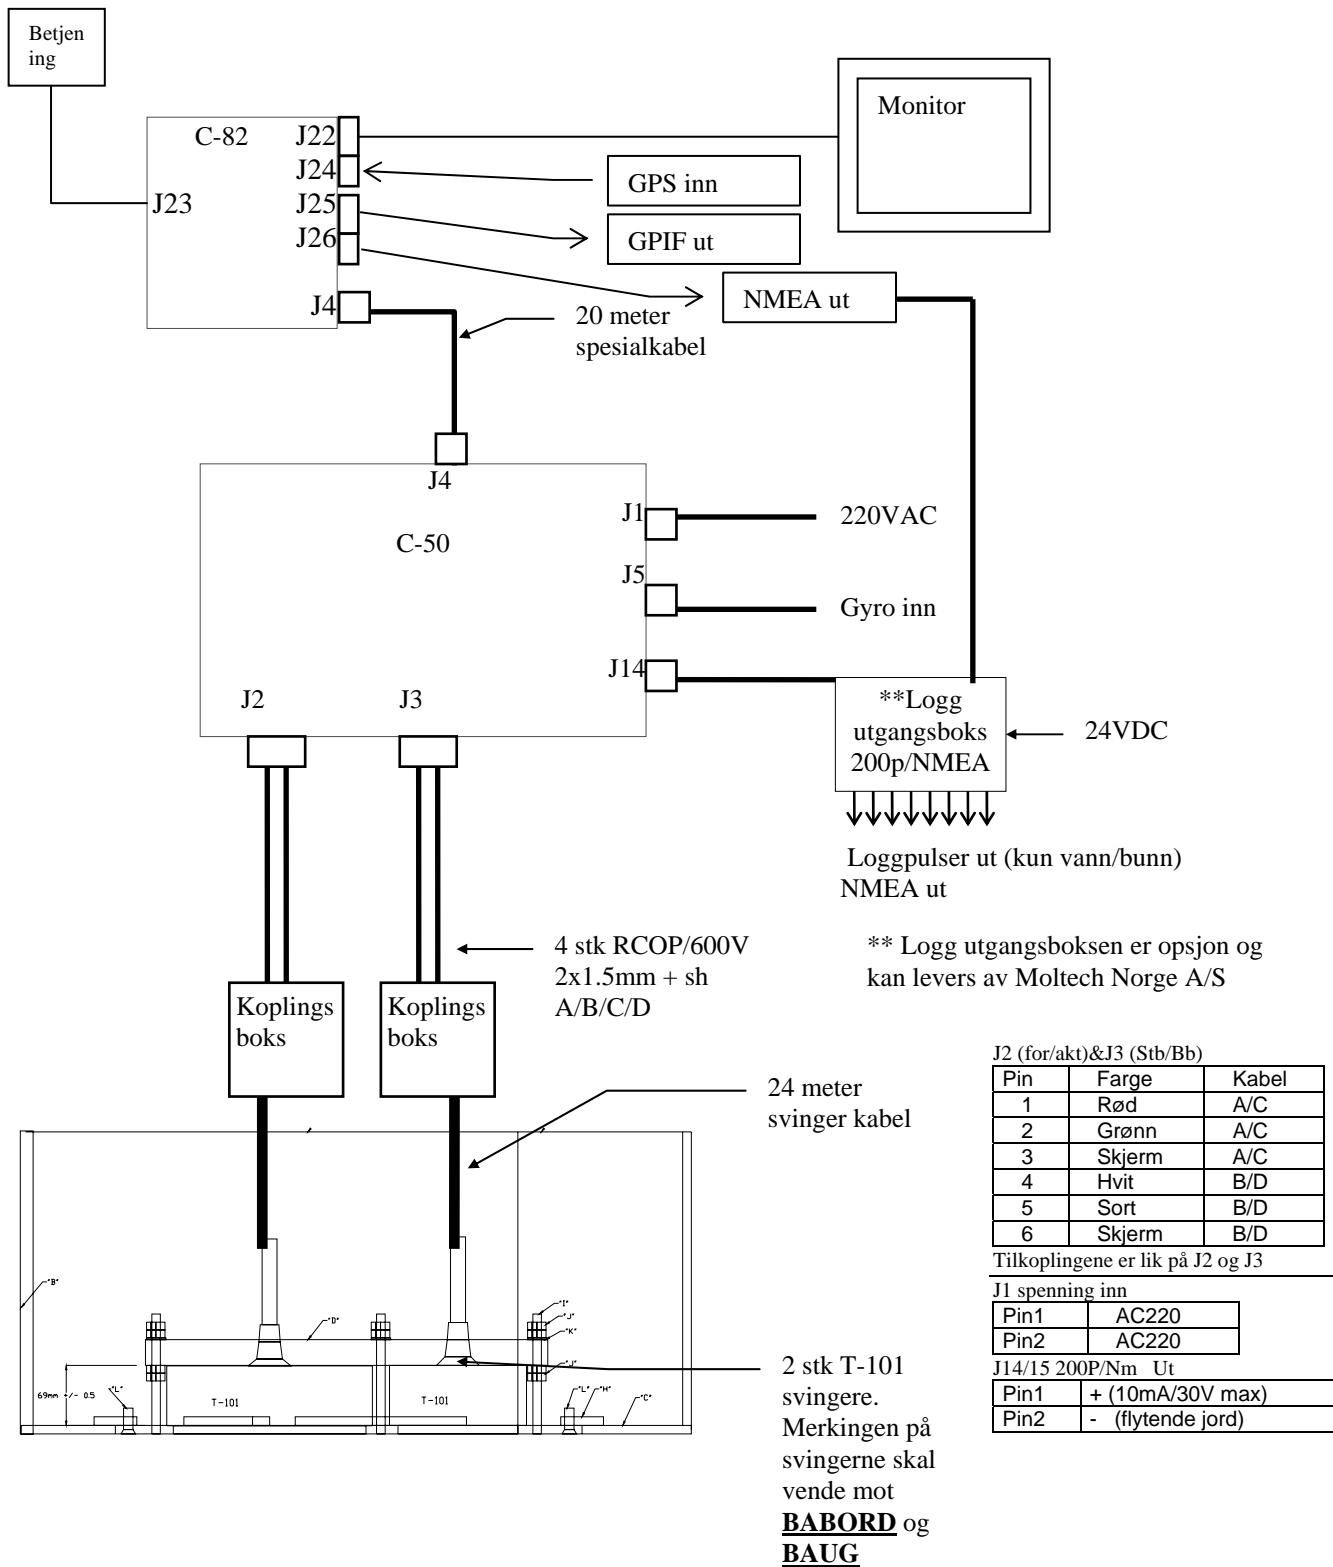 Betjen
ing
C-82
J22
J24
J23
J25
J26
J4
Monitor
GPS inn
GPIF ut
NMEA ut
20 meter
spesialkabel
J4
C-50
J1
220VAC
J5
Gyro inn
J14
J2
J3
**Logg
utgangsboks
200p/NMEA
24VDC
Loggpulser ut (kun vann/bunn)
NMEA ut
4 stk RCOP/600V
2x1.5mm + sh
A/B/C/D
** Logg utgangsboksen er opsjon og
kan levers av Moltech Norge A/S
Koplings
boks
Koplings
boks
24 meter
svinger kabel
J2 (for/akt)&J3 (Stb/Bb)
Pin Farge Kabel
1 Rød A/C
2 Grønn A/C
3 Skjerm A/C
4 Hvit B/D
5 Sort B/D
6 Skjerm B/D
Tilkoplingene er lik på J2 og J3
J1 spenning inn
Pin1 AC220
Pin2 AC220
J14/15 200P/Nm Ut
Pin1 + (10mA/30V max)
Pin2 - (flytende jord)
"B"
"D"
"I"
"J"
"K"
"J"
69mm +/- 0.5
"L"
T-101
T-101
"L"
"H"
"C"
2 stk T-101
svingere.
Merkingen på
svingerne skal
vende mot
BABORD og
BAUG